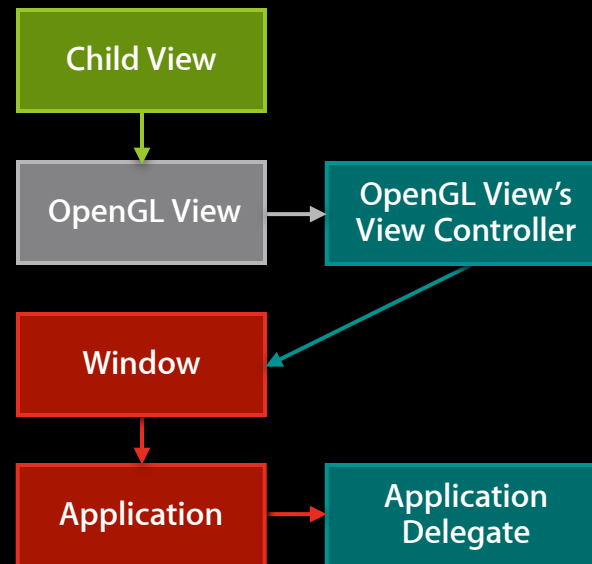 Child View
OpenGL View
OpenGL View’s
View Controller
Window
Application
Application
Delegate